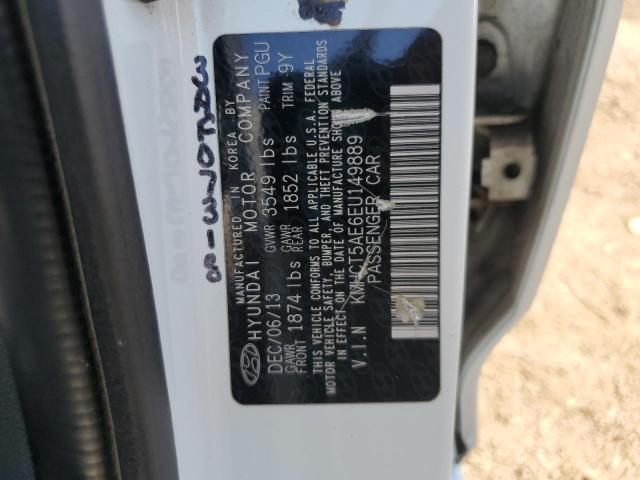 MANUFACTURED IN KOREA BY
HYUNDAI MOTOR COMPANY
DEC/06/13 GVWR 3549 lbs PAINT PGU
GAWR FRONT 1874 lbs GAWR REAR 1852 lbs TRIM 9Y
THIS VEHICLE CONFORMS TO ALL APPLICABLE U.S.A. FEDERAL
MOTOR VEHICLE SAFETY, BUMPER, AND THEFT PREVENTION STANDARDS
IN EFFECT ON THE DATE OF MANUFACTURE SHOWN ABOVE.
V.I.N KMHCT5AE6EU149889
/PASSENGER CAR